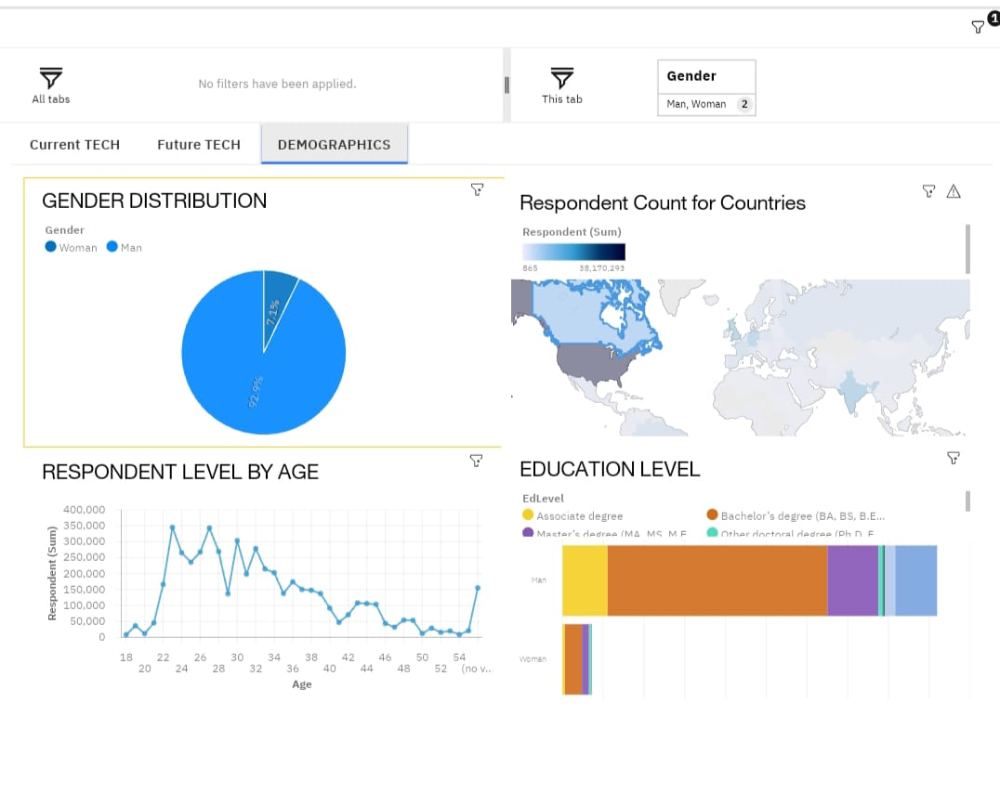 1
All tabs
No filters have been applied.
This tab
Gender
Man, Woman 2
Current TECH Future TECH DEMOGRAPHICS
GENDER DISTRIBUTION
Gender
Woman Man
7.1%
92.9%
Respondent Count for Countries
Respondent (Sum)
865 38,170,293
RESPONDENT LEVEL BY AGE
Respondent (Sum)
400,000
350,000
300,000
250,000
200,000
150,000
100,000
50,000
0
18 22 26 30 34 38 42 46 50 54
20 24 28 32 36 40 44 48 52 (no v...
Age
EDUCATION LEVEL
EdLevel
Associate degree Bachelor's degree (BA, BS, B.E...
Master's degree (MA, MS, M.E Other doctoral degree (Ph.D, E
Man
Woman